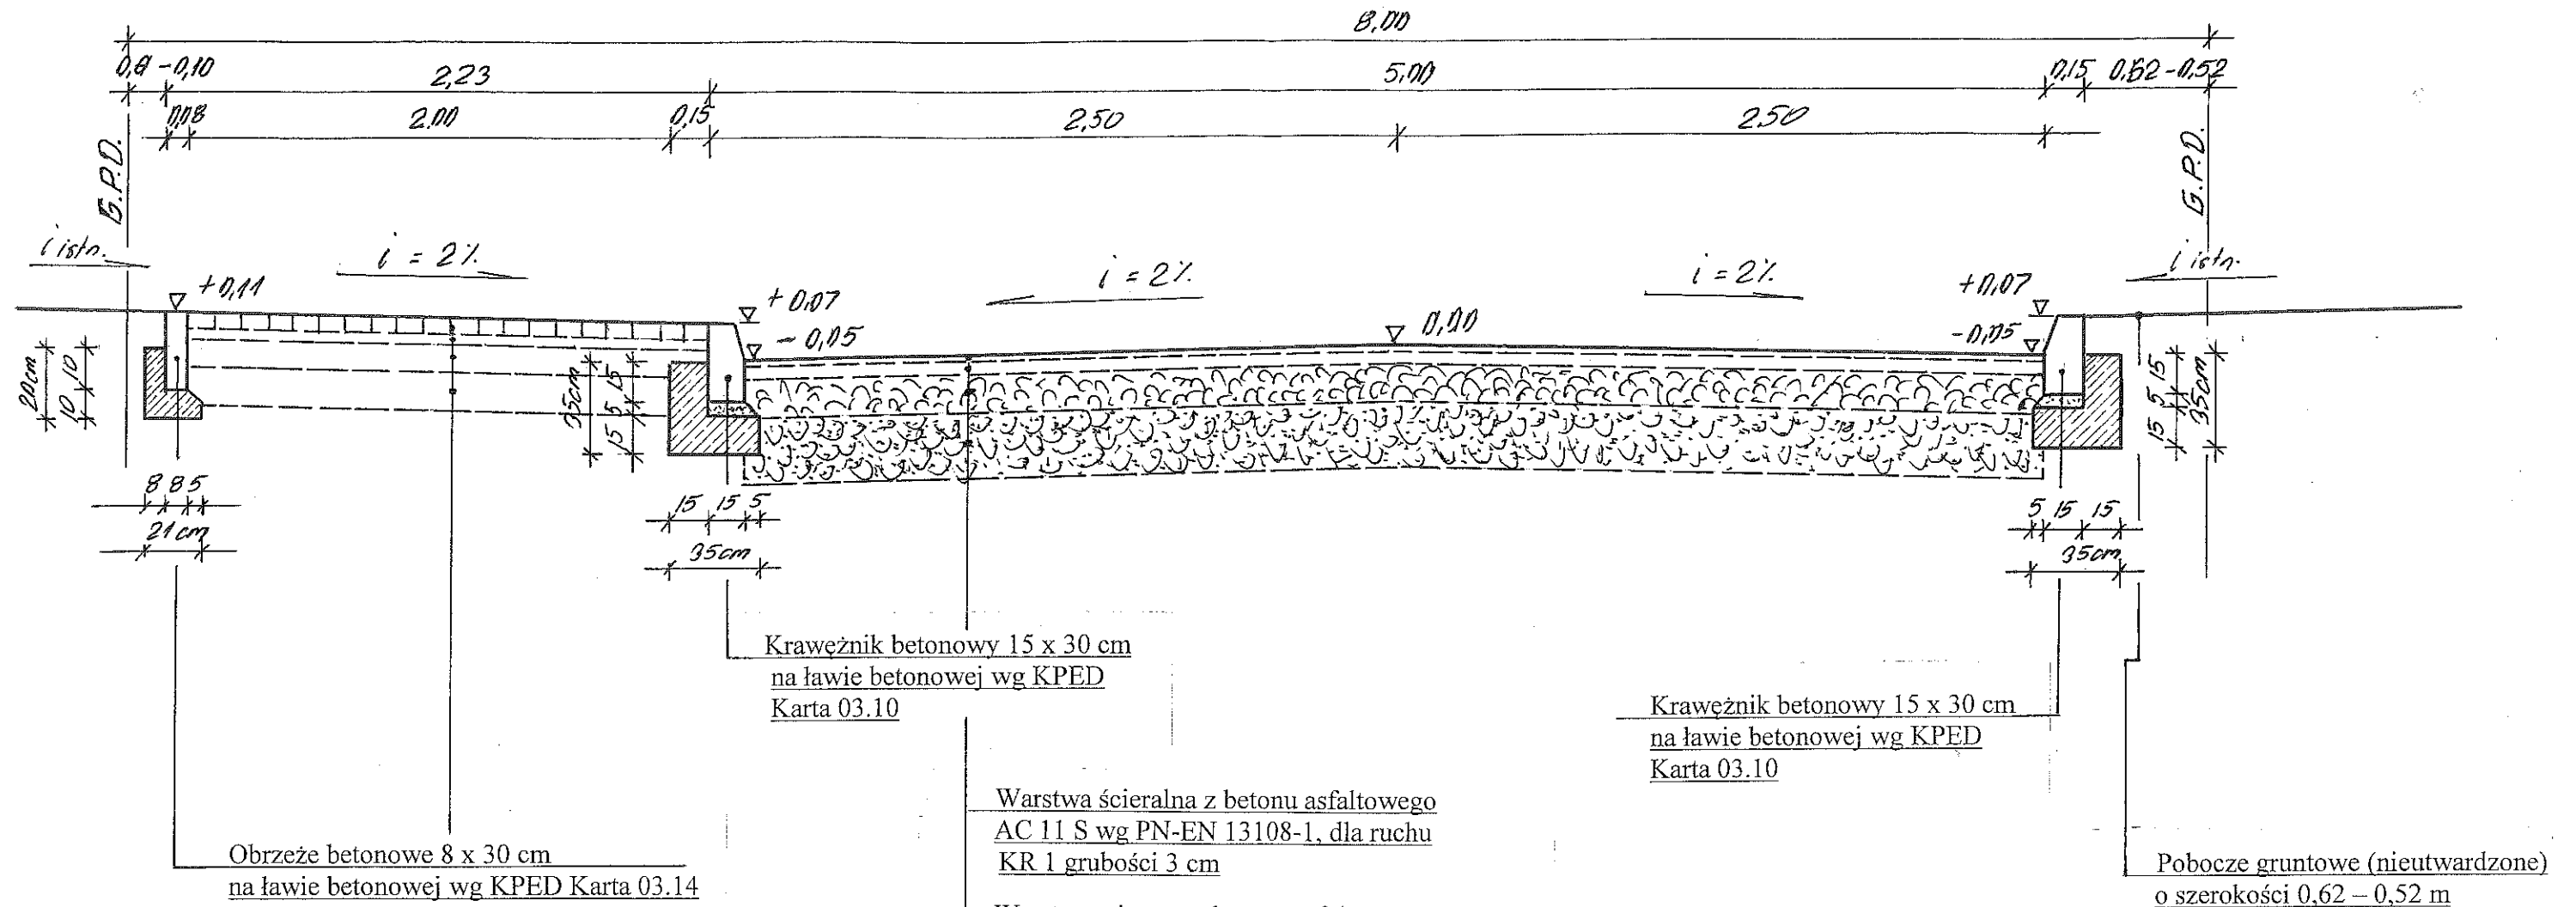 8,00
0,0 - 0,10 2,23 5,00 0,15 0,62 - 0,52
0,08 2,00 0,15 2,50 2,50
G.P.D. G.P.D.
i istn. i = 2% i = 2% i = 2% i istn.
+0,11 +0,07 -0,05 0,00 +0,07 -0,05
20cm 10 10 35cm 15 5 15 15 5 15 35cm
8 8 5 15 15 5 5 15 15
21cm 35cm 35cm
Krawężnik betonowy 15 x 30 cm
na ławie betonowej wg KPED
Karta 03.10
Krawężnik betonowy 15 x 30 cm
na ławie betonowej wg KPED
Karta 03.10
Warstwa ścieralna z betonu asfaltowego
AC 11 S wg PN-EN 13108-1, dla ruchu
KR 1 grubości 3 cm
Obrzeże betonowe 8 x 30 cm
na ławie betonowej wg KPED Karta 03.14
Pobocze gruntowe (nieutwardzone)
o szerokości 0,62 – 0,52 m